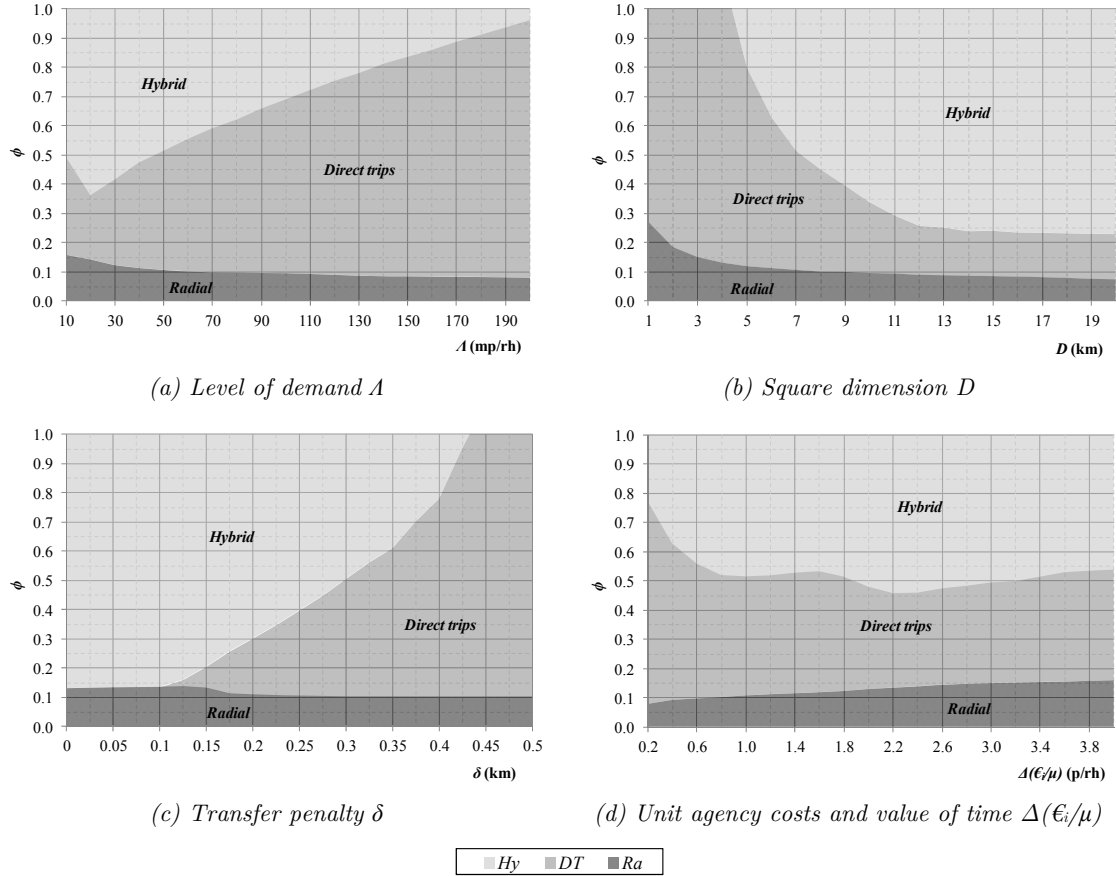 1.0
0.9
0.8
0.7
0.6
0.5
0.4
0.3
0.2
0.1
0.0
ϕ
Hybrid
Direct trips
Radial
10 30 50 70 90 110 130 150 170 190
Λ (mp/rh)
(a) Level of demand Λ
1.0
0.9
0.8
0.7
0.6
0.5
0.4
0.3
0.2
0.1
0.0
ϕ
Hybrid
Direct trips
Radial
1 3 5 7 9 11 13 15 17 19
D (km)
(b) Square dimension D
1.0
0.9
0.8
0.7
0.6
0.5
0.4
0.3
0.2
0.1
0.0
ϕ
Hybrid
Direct trips
Radial
0 0.05 0.1 0.15 0.2 0.25 0.3 0.35 0.4 0.45 0.5
δ (km)
(c) Transfer penalty δ
1.0
0.9
0.8
0.7
0.6
0.5
0.4
0.3
0.2
0.1
0.0
ϕ
Hybrid
Direct trips
Radial
0.2 0.6 1.0 1.4 1.8 2.2 2.6 3.0 3.4 3.8
Δ(€i/μ) (p/rh)
(d) Unit agency costs and value of time Δ(€i/μ)
Hy DT Ra